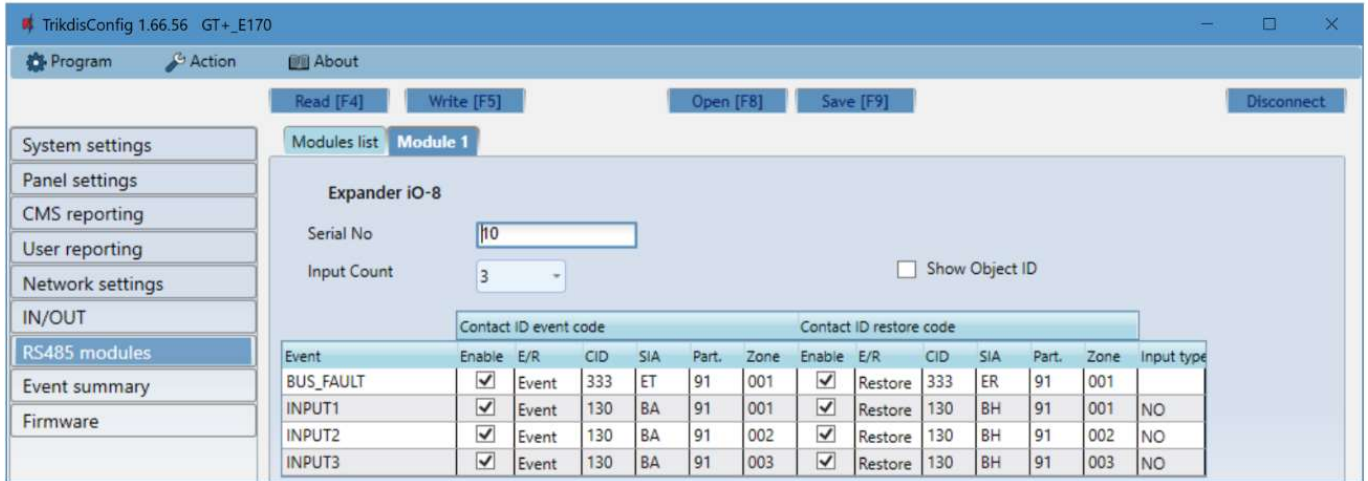 TrikdisConfig 1.66.56 GT+_E170
Program Action About
Read [F4] Write [F5] Open [F8] Save [F9] Disconnect
System settings
Panel settings
CMS reporting
User reporting
Network settings
IN/OUT
RS485 modules
Event summary
Firmware
Modules list Module 1
Expander iO-8
Serial No 10
Input Count 3 Show Object ID
Contact ID event code Contact ID restore code
Event Enable E/R CID SIA Part. Zone Enable E/R CID SIA Part. Zone Input type
BUS_FAULT Event 333 ET 91 001 Restore 333 ER 91 001
INPUT1 Event 130 BA 91 001 Restore 130 BH 91 001 NO
INPUT2 Event 130 BA 91 002 Restore 130 BH 91 002 NO
INPUT3 Event 130 BA 91 003 Restore 130 BH 91 003 NO